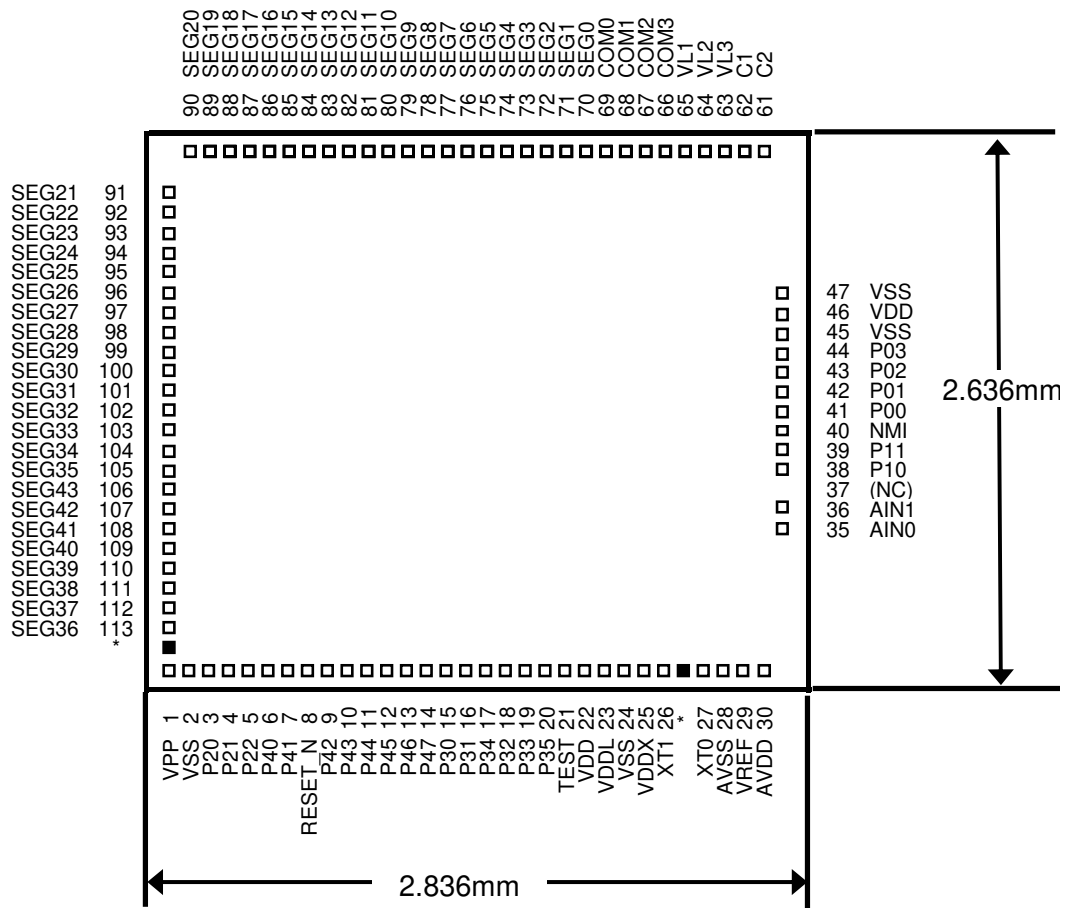 90 SEG20
89 SEG19
88 SEG18
87 SEG17
86 SEG16
85 SEG15
84 SEG14
83 SEG13
82 SEG12
81 SEG11
80 SEG10
79 SEG9
78 SEG8
77 SEG7
76 SEG6
75 SEG5
74 SEG4
73 SEG3
72 SEG2
71 SEG1
70 SEG0
69 COM0
68 COM1
67 COM2
66 COM3
65 VL1
64 VL2
63 VL3
62 C1
61 C2
SEG21 91
SEG22 92
SEG23 93
SEG24 94
SEG25 95
SEG26 96
SEG27 97
SEG28 98
SEG29 99
SEG30 100
SEG31 101
SEG32 102
SEG33 103
SEG34 104
SEG35 105
SEG43 106
SEG42 107
SEG41 108
SEG40 109
SEG39 110
SEG38 111
SEG37 112
SEG36 113
*
47 VSS
46 VDD
45 VSS
44 P03
43 P02
42 P01
41 P00
40 NMI
39 P11
38 P10
37 (NC)
36 AIN1
35 AIN0
2.636mm
VPP 1
VSS 2
P20 3
P21 4
P22 5
P40 6
P41 7
RESET_N 8
P42 9
P43 10
P44 11
P45 12
P46 13
P47 14
P30 15
P31 16
P34 17
P32 18
P33 19
P35 20
TEST 21
VDD 22
VDDL 23
VSS 24
VDDX 25
XT1 26
*
XT0 27
AVSS 28
VREF 29
AVDD 30
2.836mm